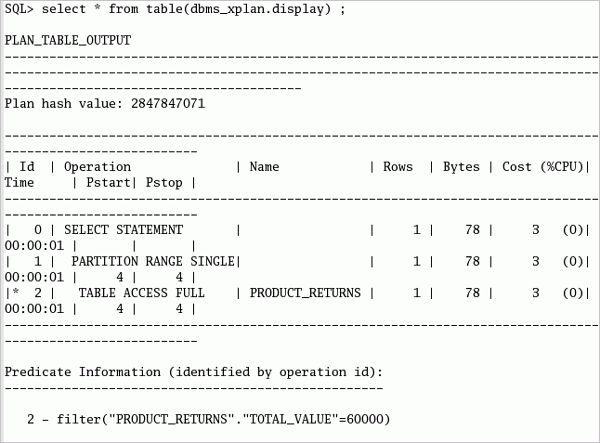 SQL> select * from table(dbms_xplan.display) ;
PLAN_TABLE_OUTPUT
--------------------------------------------------------------------------------
--------------------------------------------------------------------------------
----------------------------------------
Plan hash value: 2847847071
--------------------------------------------------------------------------------
--------------------------
| Id  | Operation              | Name            | Rows  | Bytes | Cost (%CPU)|
Time     | Pstart| Pstop |
--------------------------------------------------------------------------------
--------------------------
|   0 | SELECT STATEMENT       |                 |     1 |    78 |     3   (0)|
00:00:01 |       |       |
|   1 |  PARTITION RANGE SINGLE|                 |     1 |    78 |     3   (0)|
00:00:01 |     4 |     4 |
|*  2 |   TABLE ACCESS FULL    | PRODUCT_RETURNS |     1 |    78 |     3   (0)|
00:00:01 |     4 |     4 |
--------------------------------------------------------------------------------
--------------------------
Predicate Information (identified by operation id):
---------------------------------------------------
2 - filter("PRODUCT_RETURNS"."TOTAL_VALUE"=60000)